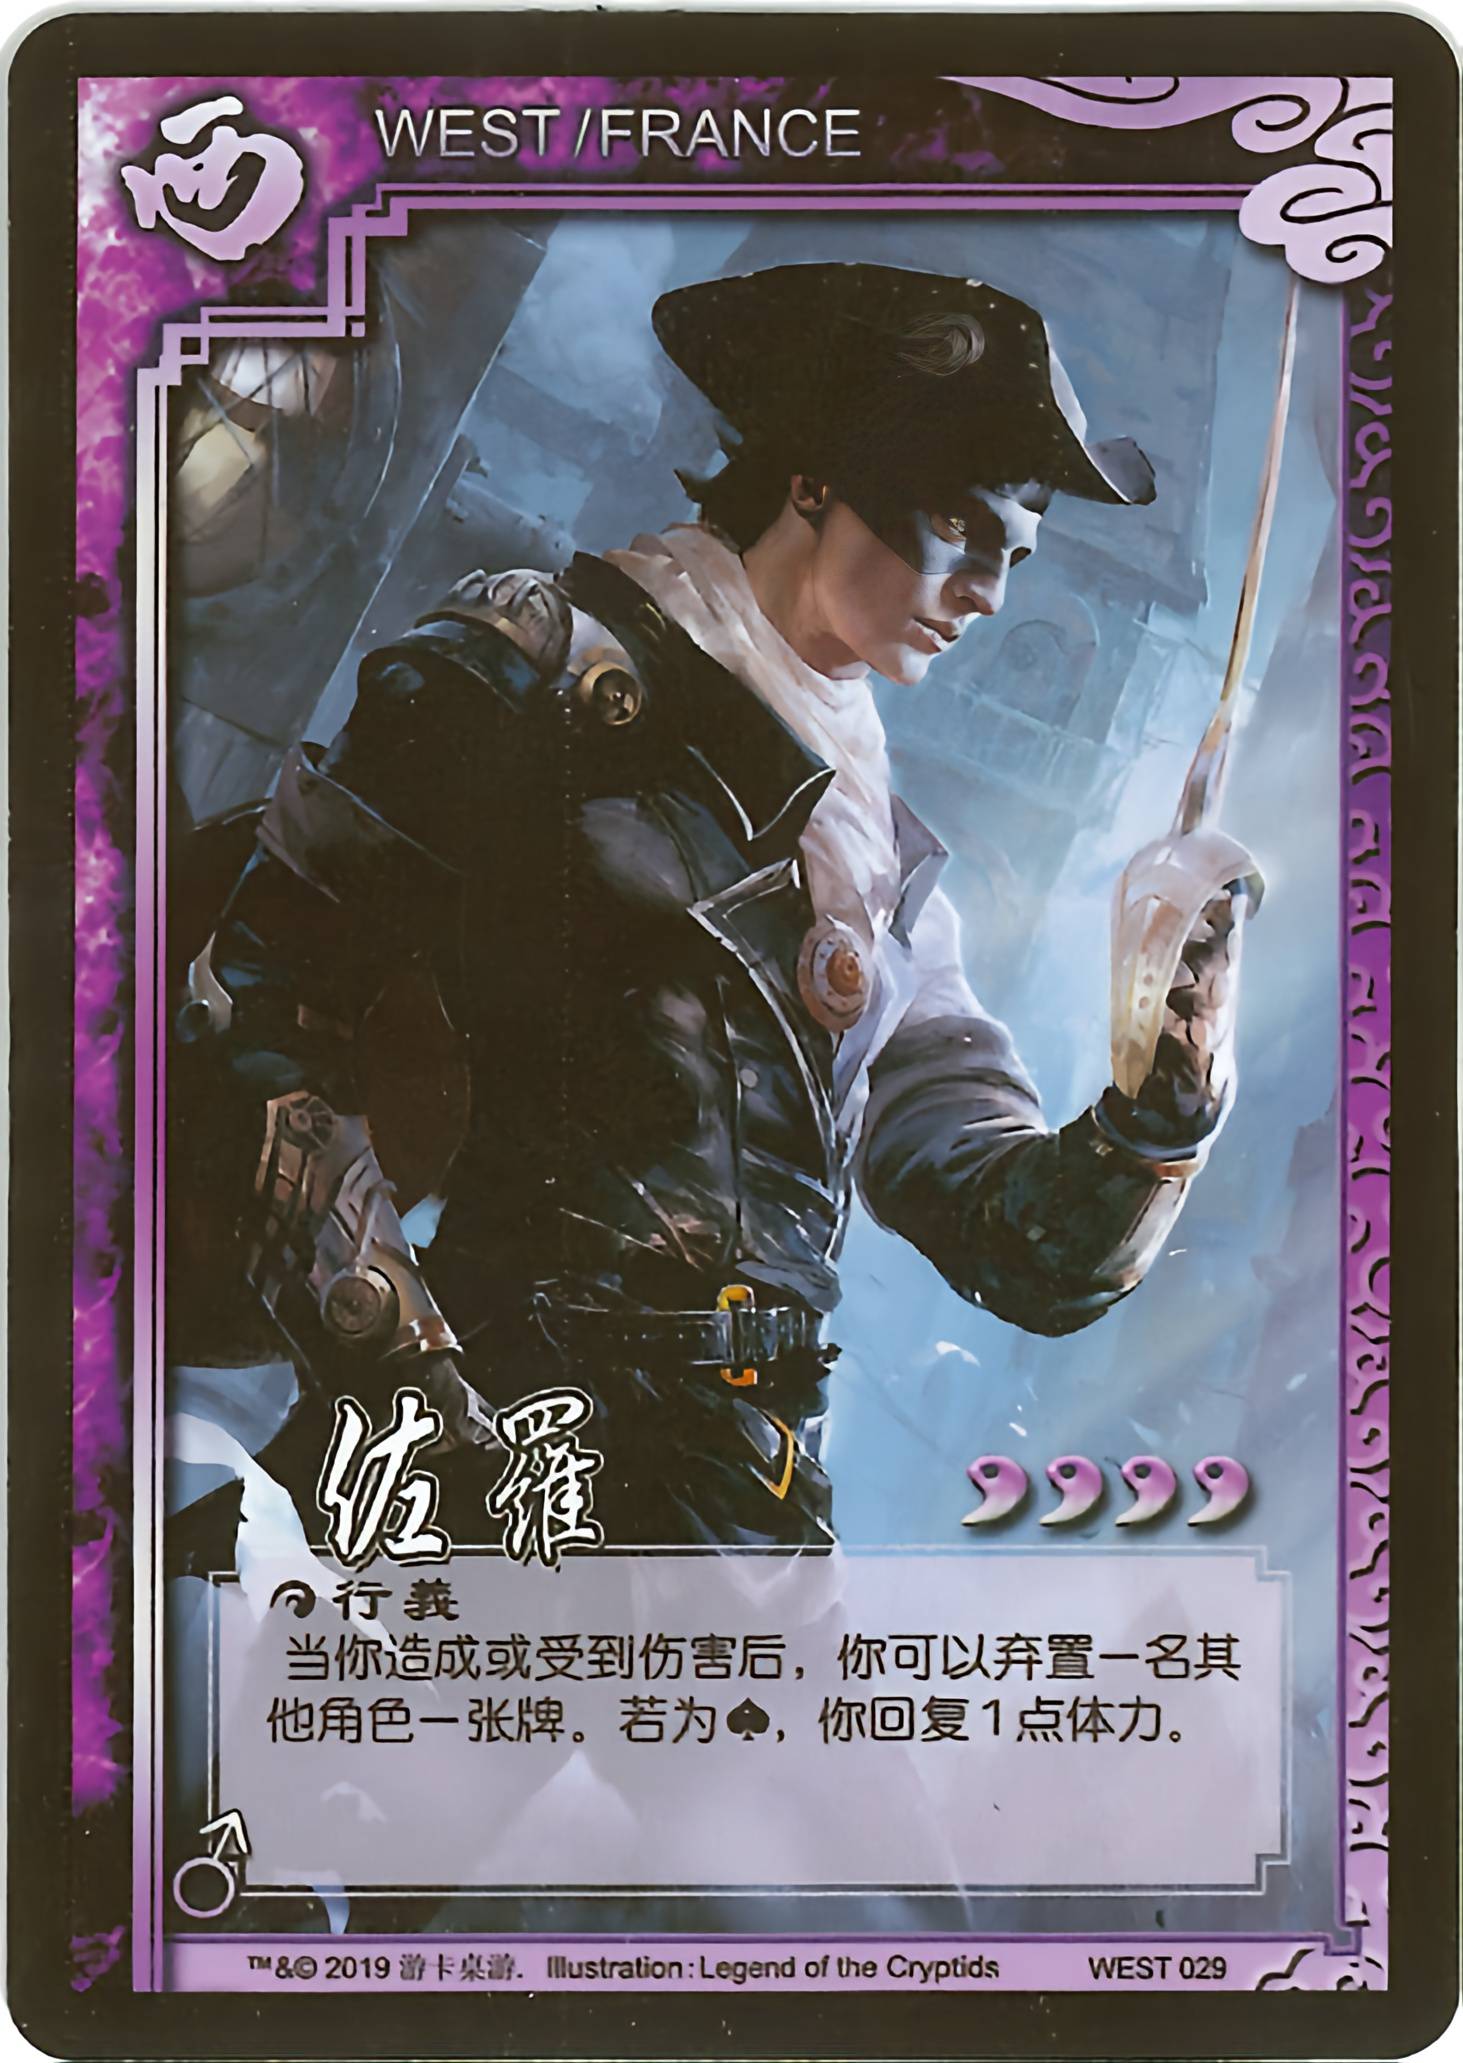 西
WEST/FRANCE
佐羅
行義
当你造成或受到伤害后，你可以弃置一名其
他角色一张牌。若为♠，你回复1点体力。
™&© 2019 游卡桌游. Illustration:Legend of the Cryptids WEST 029